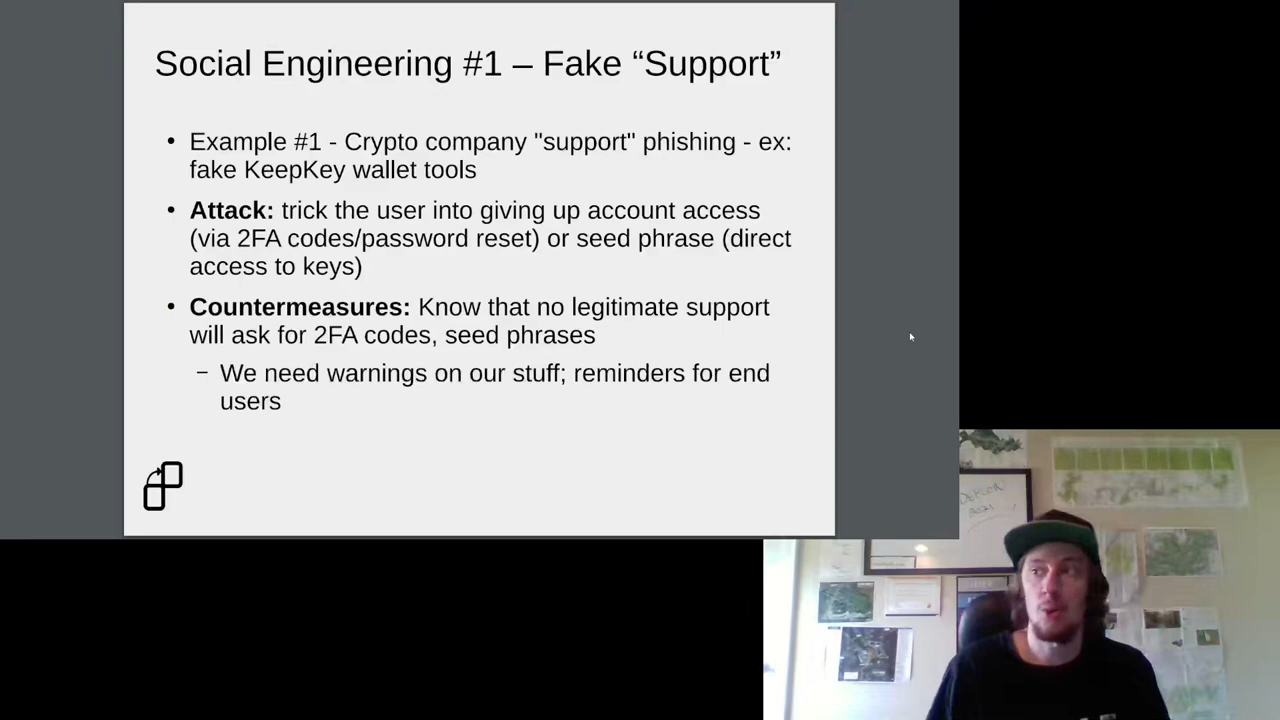 Social Engineering #1 – Fake “Support”
• Example #1 - Crypto company "support" phishing - ex:
fake KeepKey wallet tools
• Attack: trick the user into giving up account access
(via 2FA codes/password reset) or seed phrase (direct
access to keys)
• Countermeasures: Know that no legitimate support
will ask for 2FA codes, seed phrases
– We need warnings on our stuff; reminders for end
users